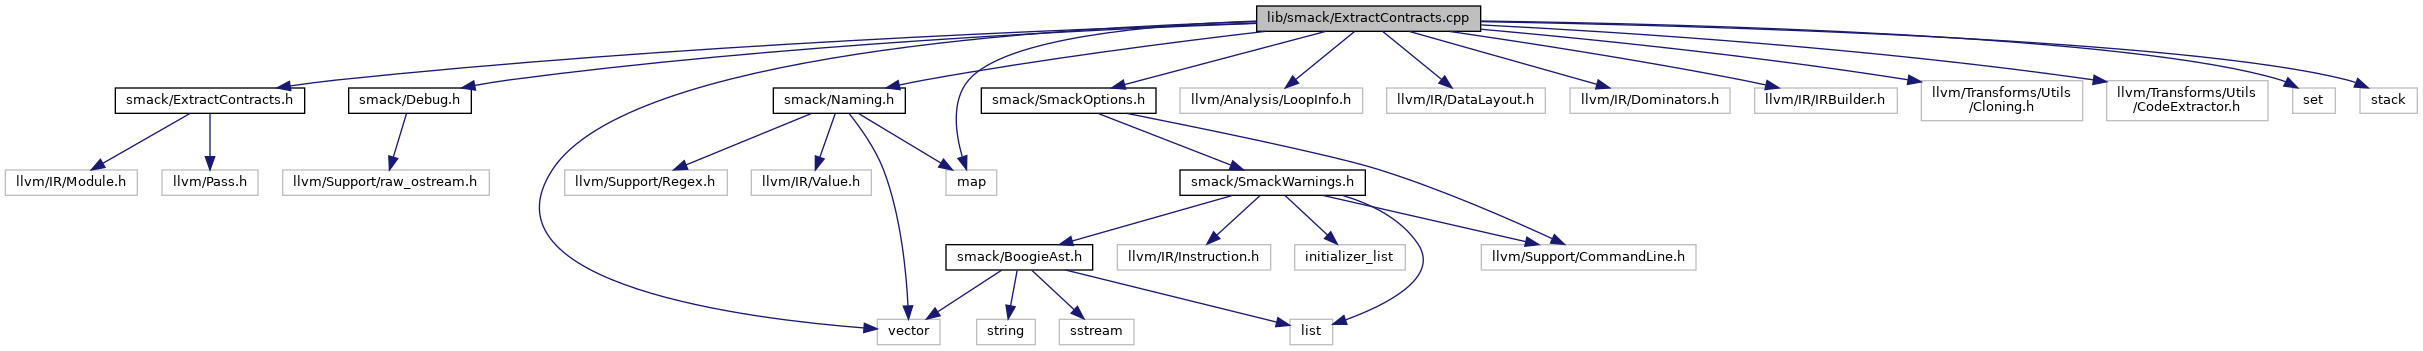 lib/smack/ExtractContracts.cpp
smack/ExtractContracts.h
smack/Debug.h
smack/Naming.h
smack/SmackOptions.h
llvm/Analysis/LoopInfo.h
llvm/IR/DataLayout.h
llvm/IR/Dominators.h
llvm/IR/IRBuilder.h
llvm/Transforms/Utils
/Cloning.h
llvm/Transforms/Utils
/CodeExtractor.h
set
stack
llvm/IR/Module.h
llvm/Pass.h
llvm/Support/raw_ostream.h
llvm/Support/Regex.h
llvm/IR/Value.h
map
smack/SmackWarnings.h
smack/BoogieAst.h
llvm/IR/Instruction.h
initializer_list
llvm/Support/CommandLine.h
vector
string
sstream
list